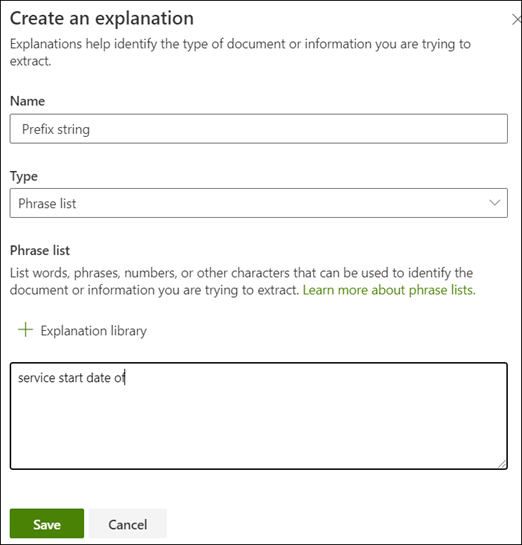 Create an explanation
Explanations help identify the type of document or information you are trying to
extract.
Name
Prefix string
Type
Phrase list
Phrase list
List words, phrases, numbers, or other characters that can be used to identify the
document or information you are trying to extract. Learn more about phrase lists.
Explanation library
service start date of
Save Cancel